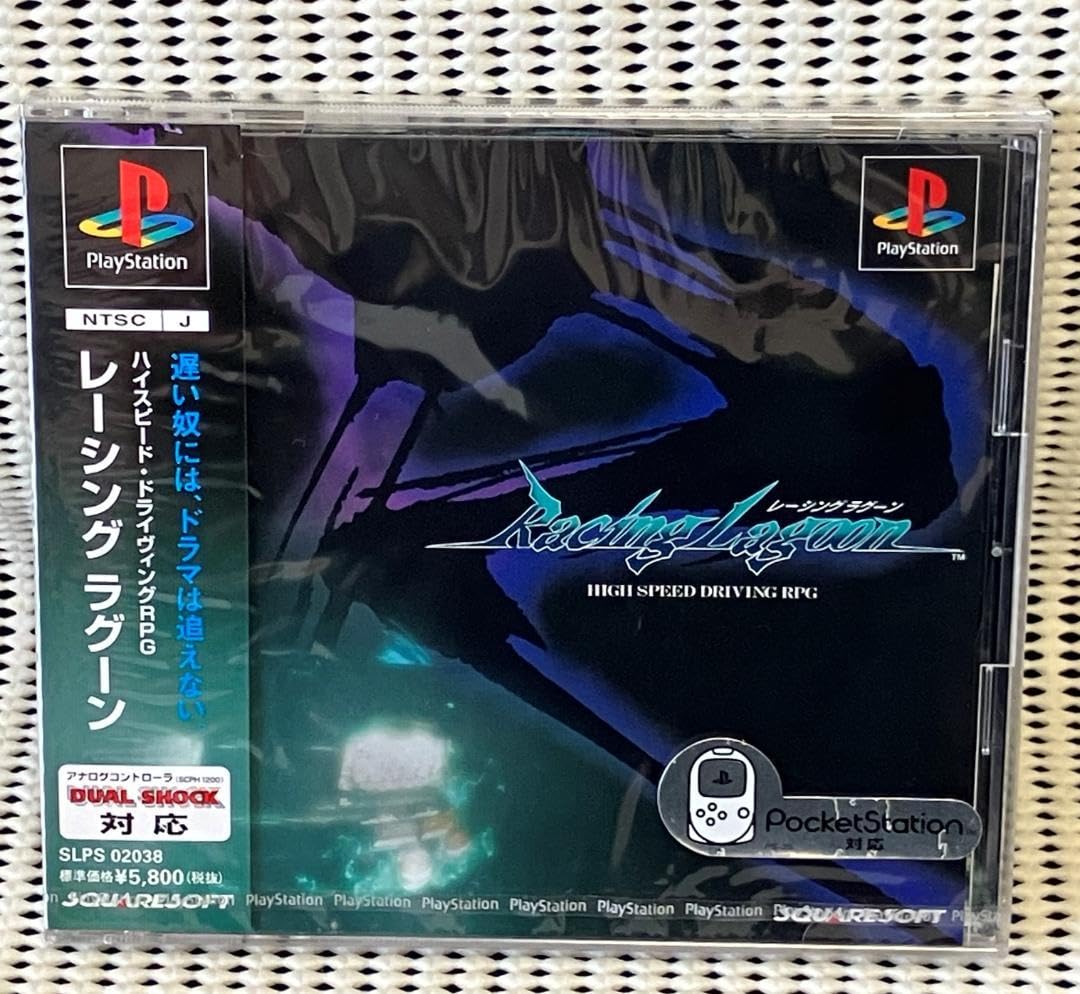 PlayStation
NTSC J
遅い奴には、ドラマは追えない
ハイスピード・ドライヴィングRPG
レーシング ラグーン
アナログコントローラ(SCPH 1200)
DUAL SHOCK
対応
SLPS 02038
標準価格¥5,800(税抜)
SQUARESOFT
PlayStation
レーシングラグーン
Racing Lagoon™
HIGH SPEED DRIVING RPG
PocketStation
対応
PlayStation PlayStation PlayStation PlayStation PlayStation PlayStation
SQUARESOFT